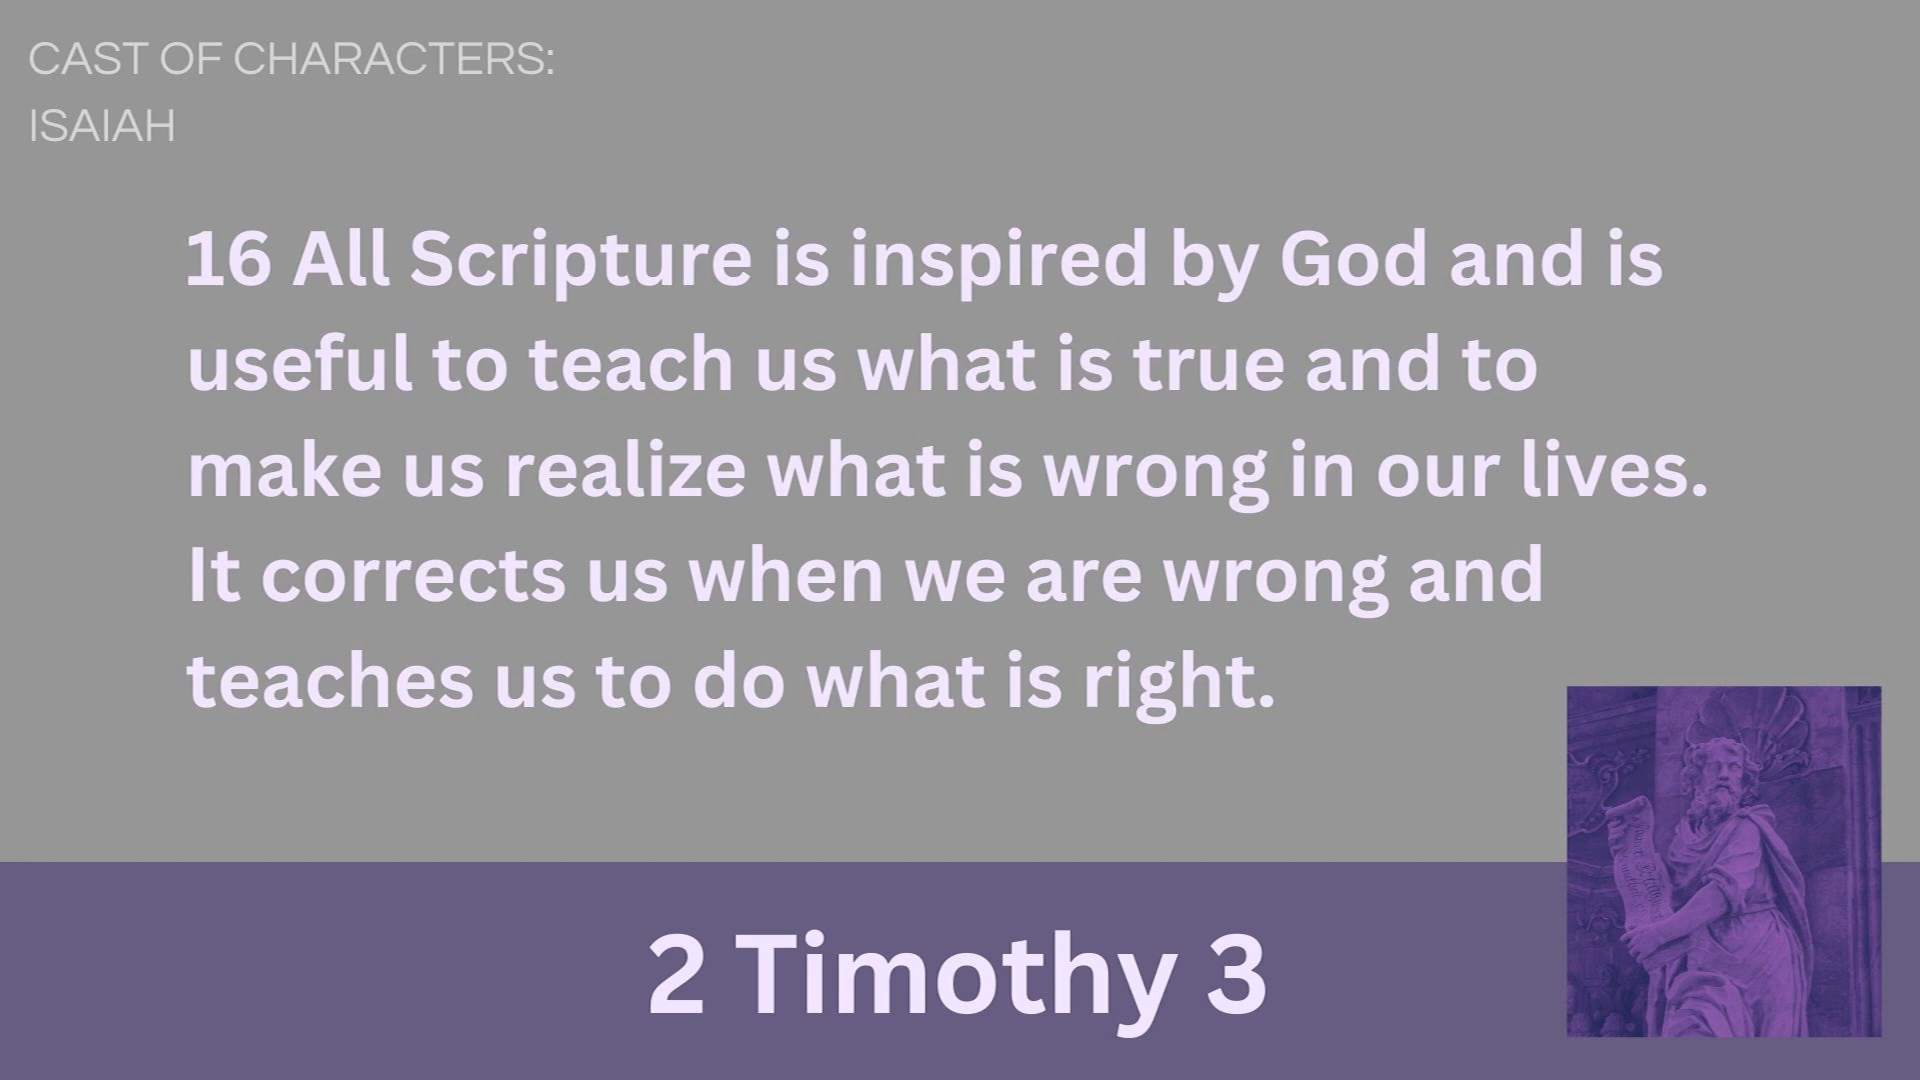 CAST OF CHARACTERS:
ISAIAH
16 All Scripture is inspired by God and is
useful to teach us what is true and to
make us realize what is wrong in our lives.
It corrects us when we are wrong and
teaches us to do what is right.
2 Timothy 3